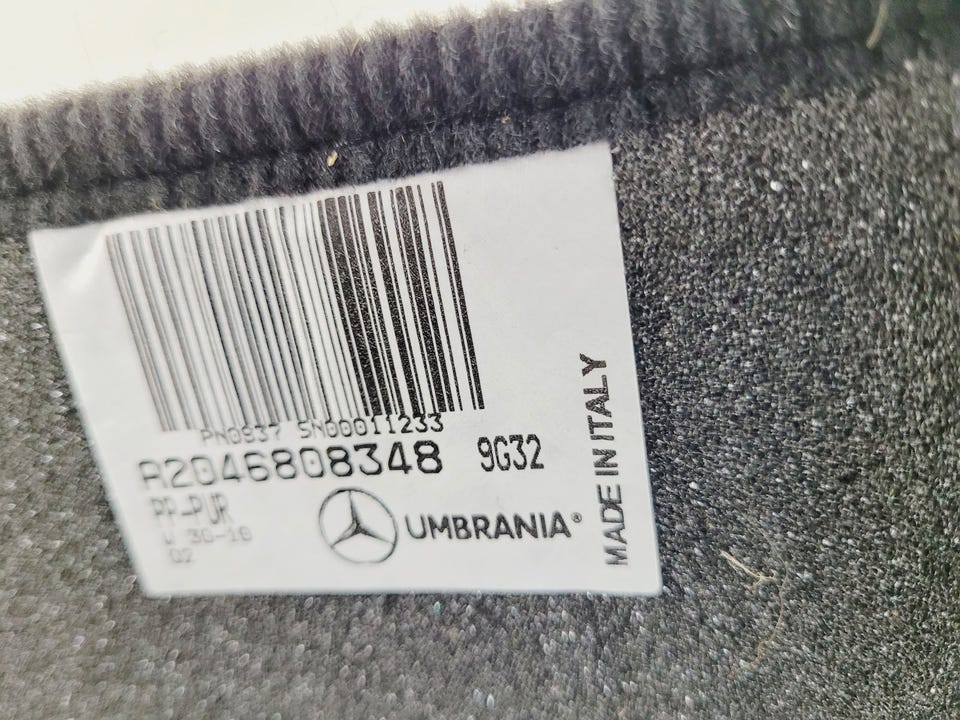 PN0937 SN00011233
A2046808348 9G32
PP-PUR
W 30-10
02
UMBRANIA®
MADE IN ITALY